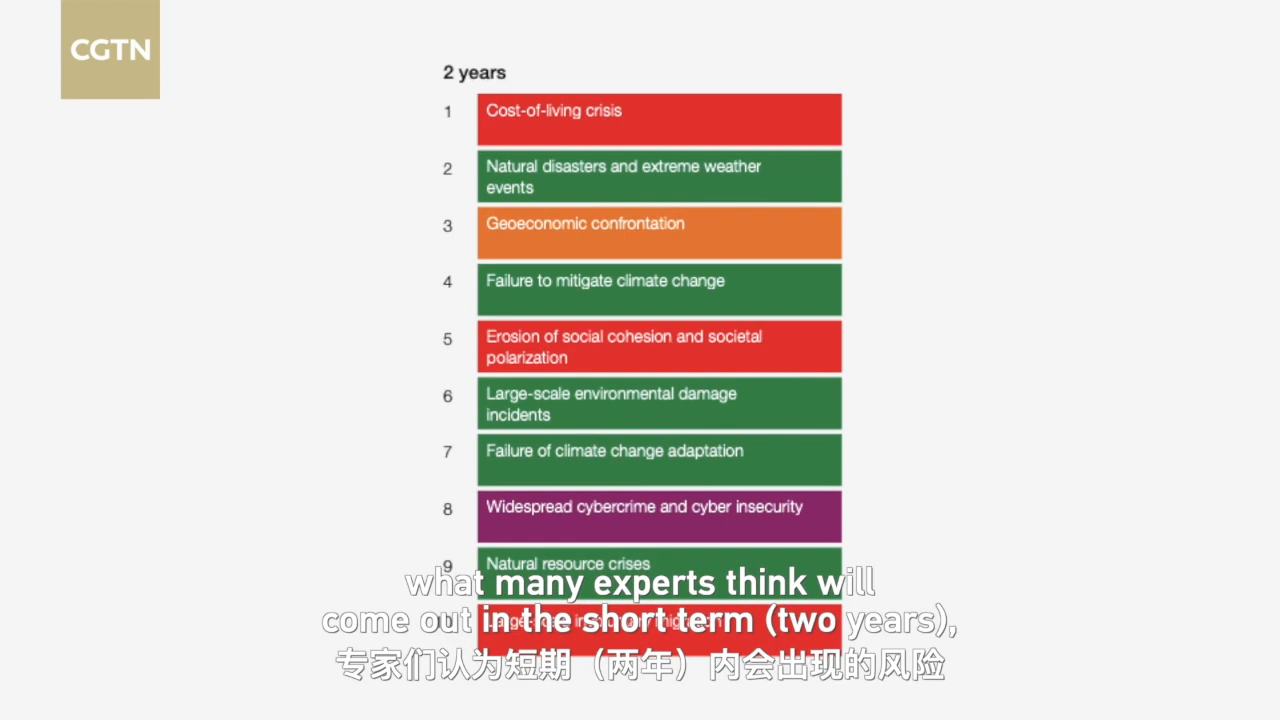 CGTN
2 years
1
Cost-of-living crisis
2
Natural disasters and extreme weather
events
3
Geoeconomic confrontation
4
Failure to mitigate climate change
5
Erosion of social cohesion and societal
polarization
6
Large-scale environmental damage
incidents
7
Failure of climate change adaptation
8
Widespread cybercrime and cyber insecurity
9
Natural resource crises
what many experts think will
come out in the short term (two years),
专家们认为短期（两年）内会出现的风险